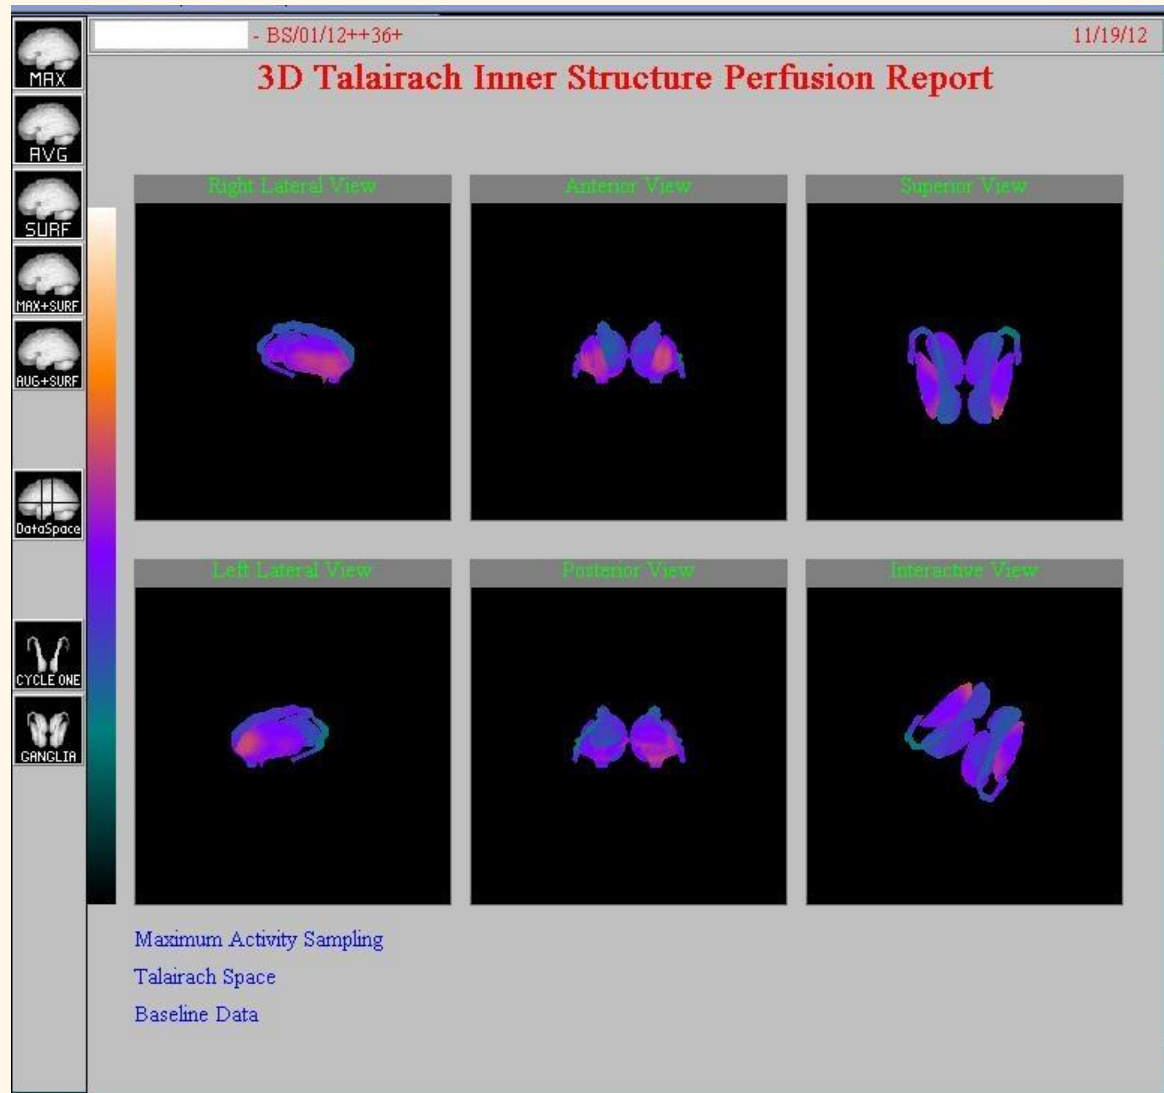 - BS/01/12++36+
11/19/12
3D Talairach Inner Structure Perfusion Report
MAX
AVG
SURF
MAX+SURF
AVG+SURF
DataSpace
CYCLE ONE
GANGLIA
Right Lateral View
Anterior View
Superior View
Left Lateral View
Posterior View
Interactive View
Maximum Activity Sampling
Talairach Space
Baseline Data